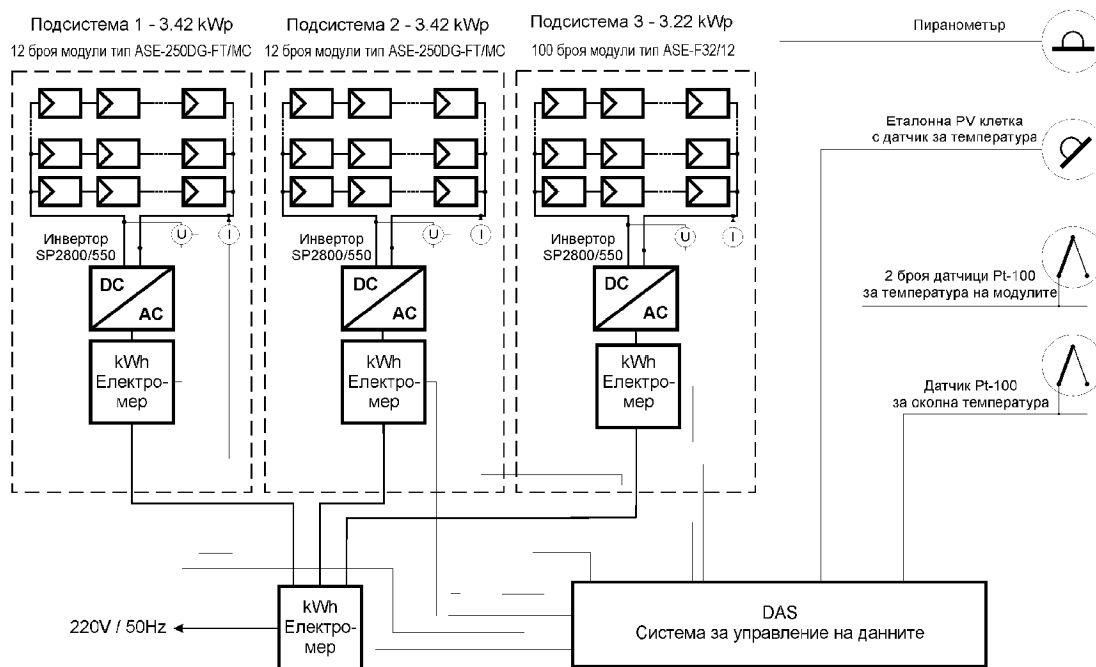 Подсистема 1 - 3.42 kWp
12 броя модули тип ASE-250DG-FT/MC
Подсистема 2 - 3.42 kWp
12 броя модули тип ASE-250DG-FT/MC
Подсистема 3 - 3.22 kWp
100 броя модули тип ASE-F32/12
Пиранометър
Еталонна PV клетка
с датчик за температура
2 броя датчици Pt-100
за температура на модулите
Датчик Pt-100
за околна температура
Инвертор
SP2800/550
U
I
DC
AC
kWh
Електро-
мер
Инвертор
SP2800/550
U
I
DC
AC
kWh
Електро-
мер
Инвертор
SP2800/550
U
I
DC
AC
kWh
Електро-
мер
220V / 50Hz
kWh
Електро-
мер
DAS
Система за управление на данните